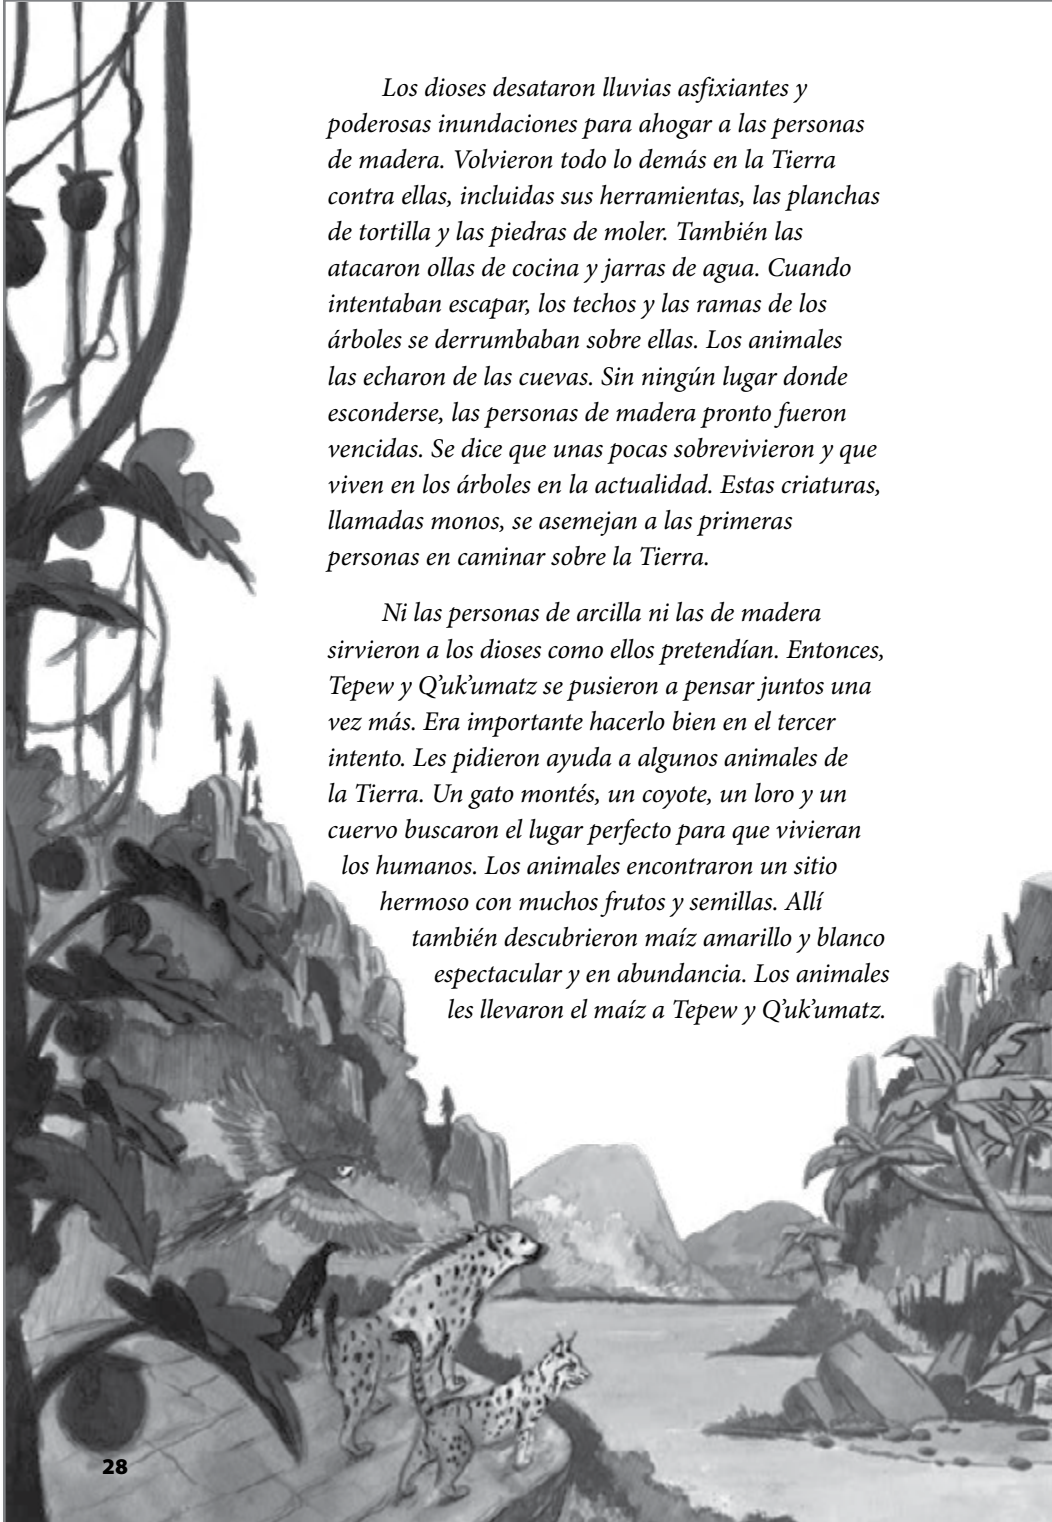 Los dioses desataron lluvias asfixiantes y
poderosas inundaciones para ahogar a las personas
de madera. Volvieron todo lo demás en la Tierra
contra ellas, incluidas sus herramientas, las planchas
de tortilla y las piedras de moler. También las
atacaron ollas de cocina y jarras de agua. Cuando
intentaban escapar, los techos y las ramas de los
árboles se derrumbaban sobre ellas. Los animales
las echaron de las cuevas. Sin ningún lugar donde
esconderse, las personas de madera pronto fueron
vencidas. Se dice que unas pocas sobrevivieron y que
viven en los árboles en la actualidad. Estas criaturas,
llamadas monos, se asemejan a las primeras
personas en caminar sobre la Tierra.
Ni las personas de arcilla ni las de madera
sirvieron a los dioses como ellos pretendían. Entonces,
Tepew y Q’uk’umatz se pusieron a pensar juntos una
vez más. Era importante hacerlo bien en el tercer
intento. Les pidieron ayuda a algunos animales de
la Tierra. Un gato montés, un coyote, un loro y un
cuervo buscaron el lugar perfecto para que vivieran
los humanos. Los animales encontraron un sitio
hermoso con muchos frutos y semillas. Allí
también descubrieron maíz amarillo y blanco
espectacular y en abundancia. Los animales
les llevaron el maíz a Tepew y Q’uk’umatz.
28